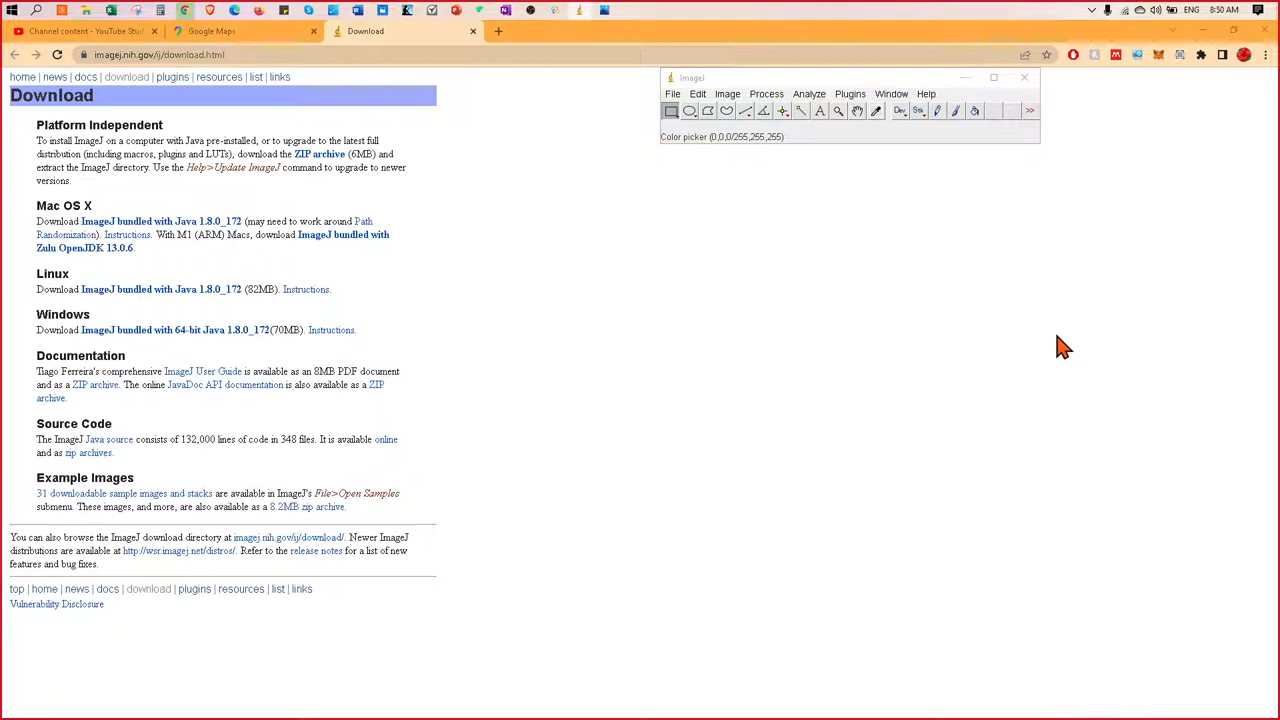 8:50 AM
ENG
Channel content - YouTube Stud
Google Maps
Download
imagej.nih.gov/ij/download.html
home | news | docs | download | plugins | resources | list | links
Download
Platform Independent
To install ImageJ on a computer with Java pre-installed, or to upgrade to the latest full
distribution (including macros, plugins and LUTs), download the ZIP archive (6MB) and
extract the ImageJ directory. Use the Help>Update ImageJ command to upgrade to newer
versions.
Mac OS X
Download ImageJ bundled with Java 1.8.0_172 (may need to work around Path
Randomization). Instructions. With M1 (ARM) Macs, download ImageJ bundled with
Zulu OpenJDK 13.0.6.
Linux
Download ImageJ bundled with Java 1.8.0_172 (82MB). Instructions.
Windows
Download ImageJ bundled with 64-bit Java 1.8.0_172(70MB). Instructions.
Documentation
Tiago Ferreira's comprehensive ImageJ User Guide is available as an 8MB PDF document
and as a ZIP archive. The online JavaDoc API documentation is also available as a ZIP
archive.
Source Code
The ImageJ Java source consists of 132,000 lines of code in 348 files. It is available online
and as zip archives.
Example Images
31 downloadable sample images and stacks are available in ImageJ's File>Open Samples
submenu. These images, and more, are also available as a 8.2MB zip archive.
You can also browse the ImageJ download directory at imagej.nih.gov/ij/download/. Newer ImageJ
distributions are available at http://wsr.imagej.net/distros/. Refer to the release notes for a list of new
features and bug fixes.
top | home | news | docs | download | plugins | resources | list | links
Vulnerability Disclosure
ImageJ
File Edit Image Process Analyze Plugins Window Help
A Dev Stk >>
Color picker (0,0,0/255,255,255)